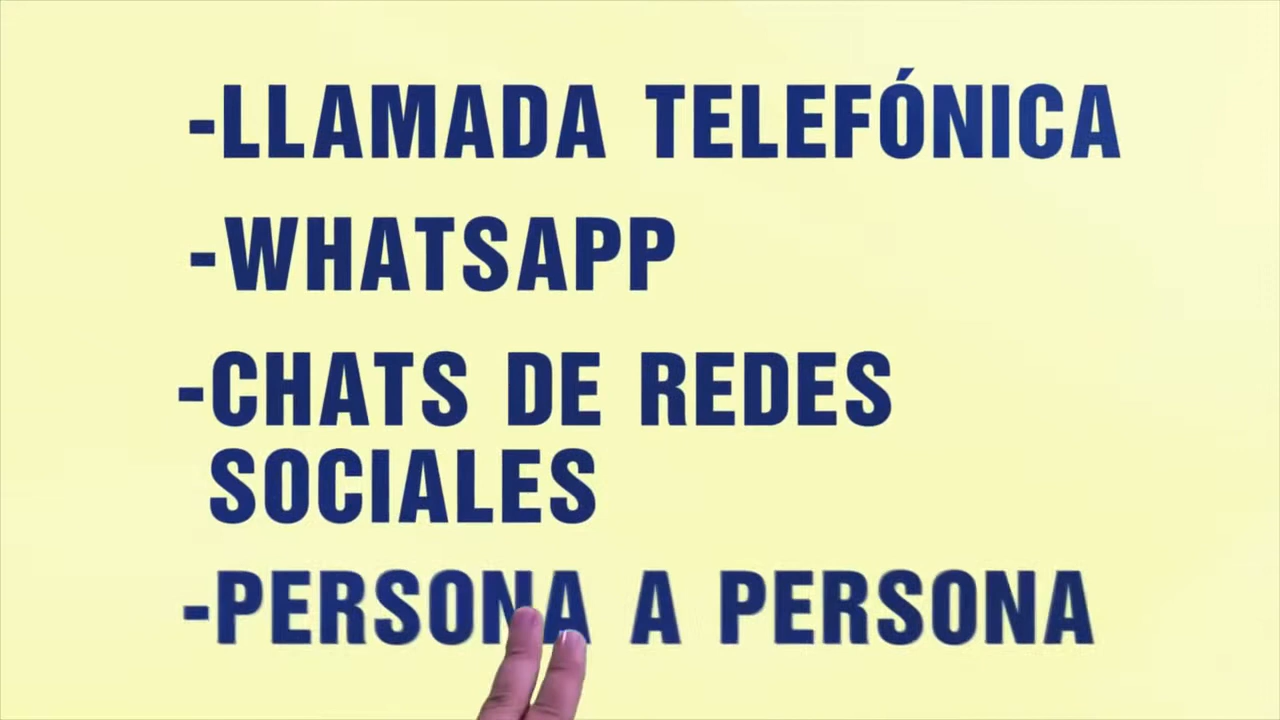 -LLAMADA TELEFÓNICA
-WHATSAPP
-CHATS DE REDES
SOCIALES
-PERSONA A PERSONA